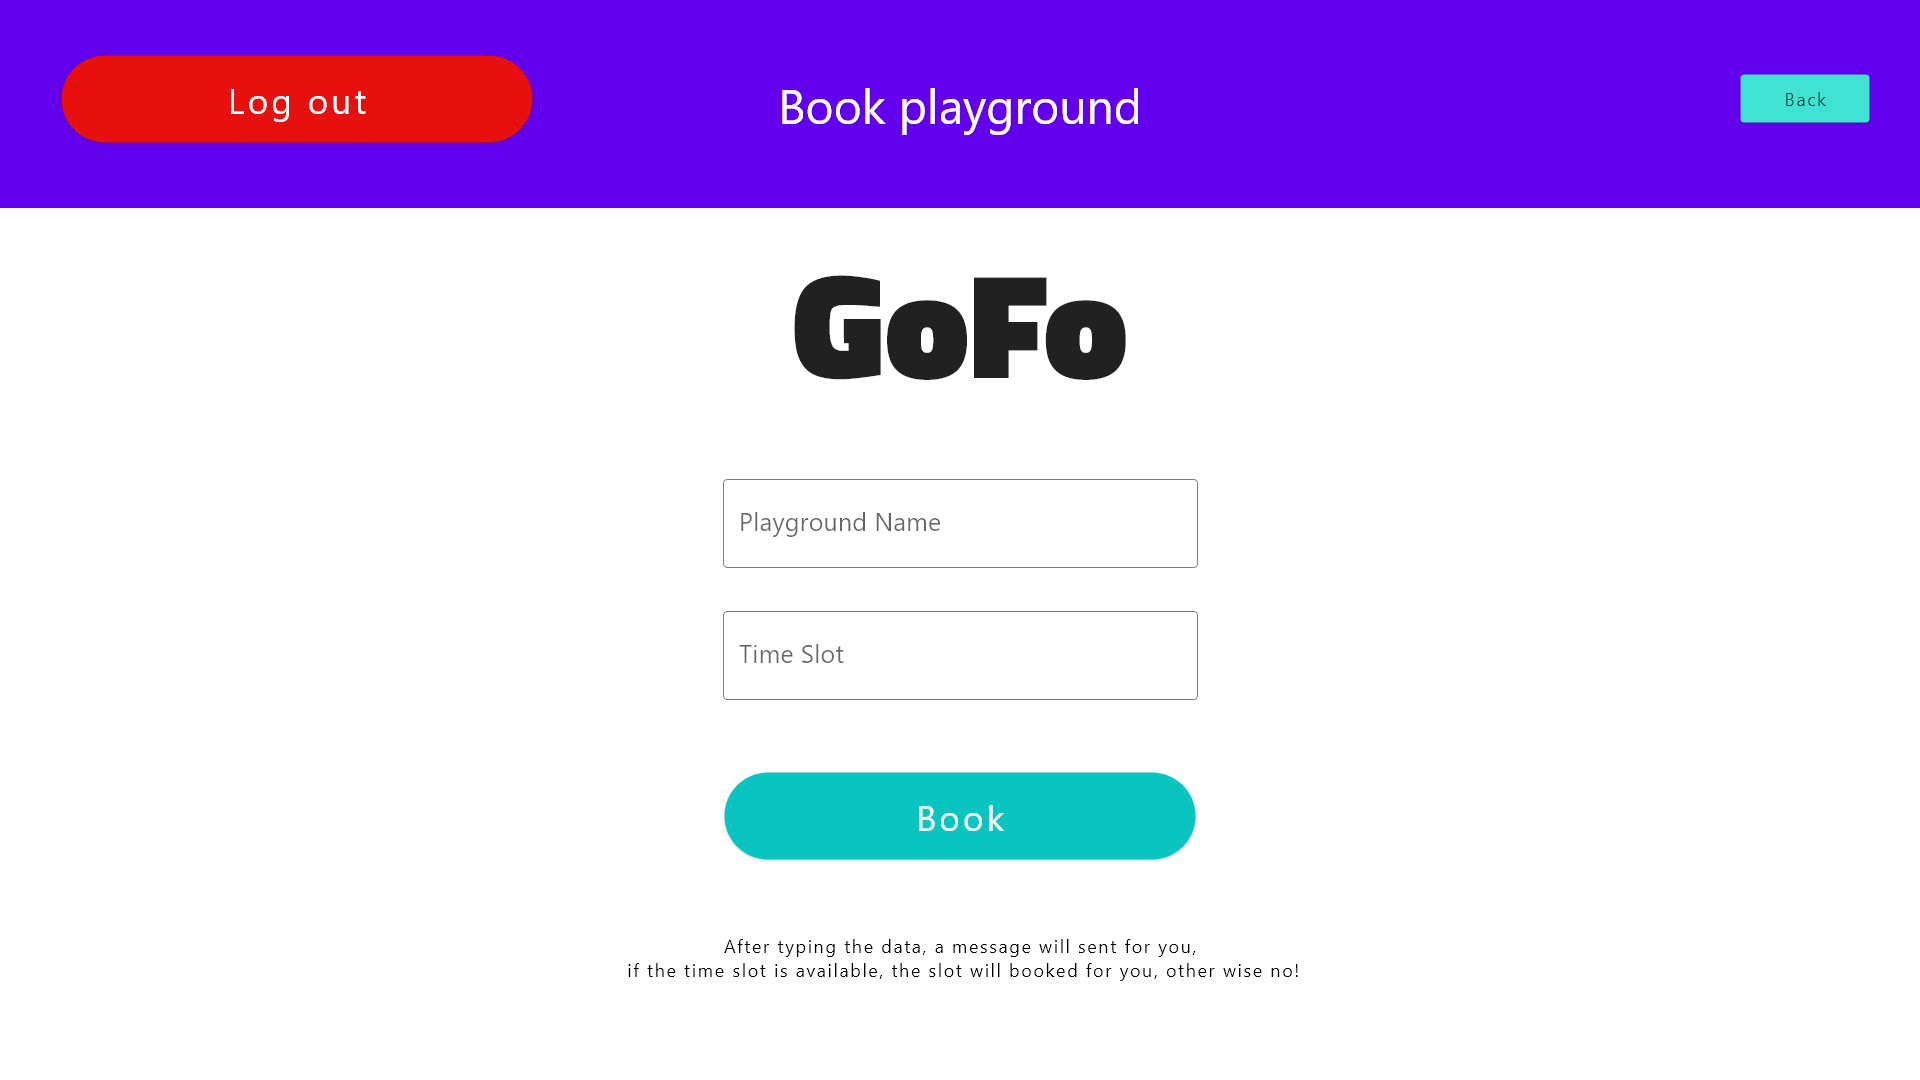 Log out
Book playground
Back
GoFo
Playground Name
Time Slot
Book
After typing the data, a message will sent for you,
if the time slot is available, the slot will booked for you, other wise no!